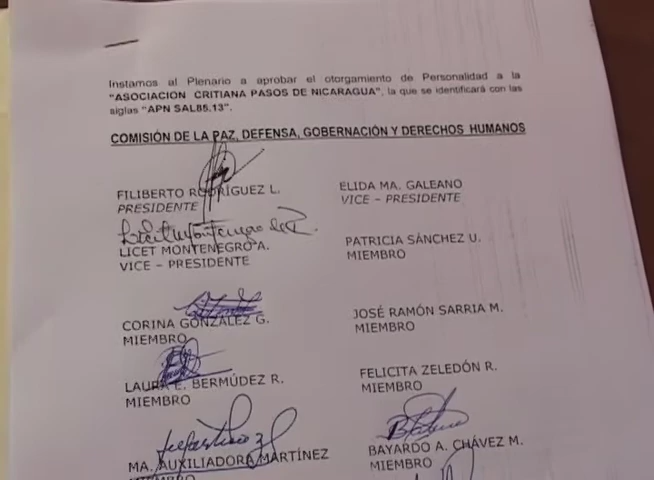 Instamos al Plenario a aprobar el otorgamiento de Personalidad a la
"ASOCIACION CRITIANA PASOS DE NICARAGUA", la que se identificará con las
siglas "APN SAL85.13".
COMISIÓN DE LA PAZ, DEFENSA, GOBERNACIÓN Y DERECHOS HUMANOS
FILIBERTO RODRÍGUEZ L.
PRESIDENTE
ELIDA MA. GALEANO
VICE – PRESIDENTE
LICET MONTENEGRO A.
VICE – PRESIDENTE
PATRICIA SÁNCHEZ U.
MIEMBRO
CORINA GONZÁLEZ G.
MIEMBRO
JOSÉ RAMÓN SARRIA M.
MIEMBRO
LAURA E. BERMÚDEZ R.
MIEMBRO
FELICITA ZELEDÓN R.
MIEMBRO
MA. AUXILIADORA MARTÍNEZ
MIEMBRO
BAYARDO A. CHÁVEZ M.
MIEMBRO